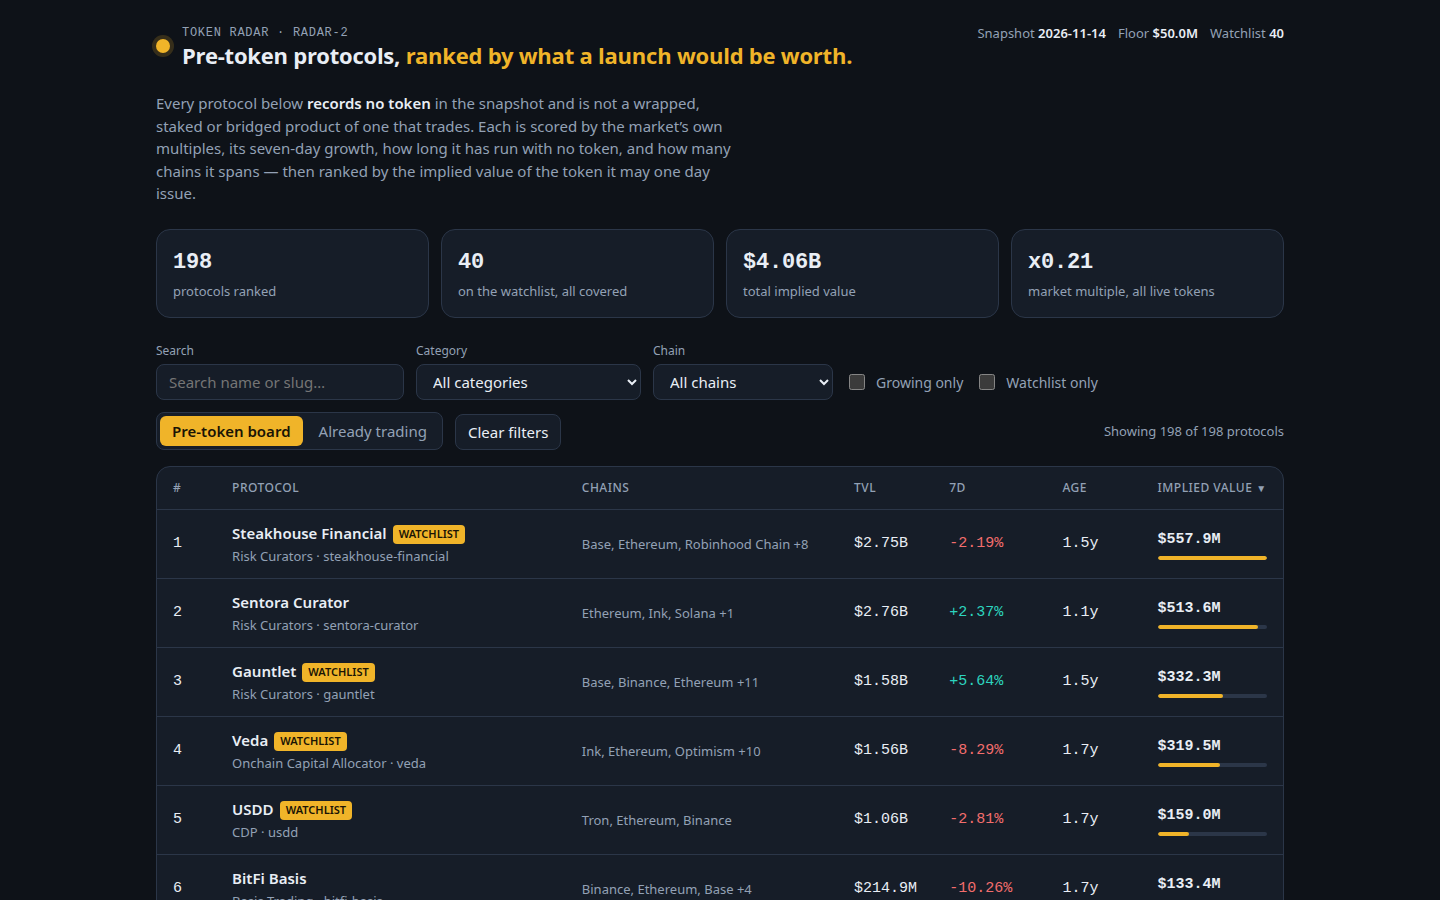 TOKEN RADAR · RADAR-2
Pre-token protocols, ranked by what a launch would be worth.
Snapshot 2026-11-14 Floor $50.0M Watchlist 40
Every protocol below records no token in the snapshot and is not a wrapped,
staked or bridged product of one that trades. Each is scored by the market’s own
multiples, its seven-day growth, how long it has run with no token, and how many
chains it spans — then ranked by the implied value of the token it may one day
issue.
198
protocols ranked
40
on the watchlist, all covered
$4.06B
total implied value
x0.21
market multiple, all live tokens
Search
Category
Chain
Search name or slug...
All categories
All chains
Growing only
Watchlist only
Pre-token board
Already trading
Clear filters
Showing 198 of 198 protocols
# PROTOCOL CHAINS TVL 7D AGE IMPLIED VALUE ▼
1 Steakhouse Financial WATCHLIST
Risk Curators · steakhouse-financial
Base, Ethereum, Robinhood Chain +8 $2.75B -2.19% 1.5y $557.9M
2 Sentora Curator
Risk Curators · sentora-curator
Ethereum, Ink, Solana +1 $2.76B +2.37% 1.1y $513.6M
3 Gauntlet WATCHLIST
Risk Curators · gauntlet
Base, Binance, Ethereum +11 $1.58B +5.64% 1.5y $332.3M
4 Veda WATCHLIST
Onchain Capital Allocator · veda
Ink, Ethereum, Optimism +10 $1.56B -8.29% 1.7y $319.5M
5 USDD WATCHLIST
CDP · usdd
Tron, Ethereum, Binance $1.06B -2.81% 1.7y $159.0M
6 BitFi Basis
Basis Trading · bitfi-basis
Binance, Ethereum, Base +4 $214.9M -10.26% 1.7y $133.4M